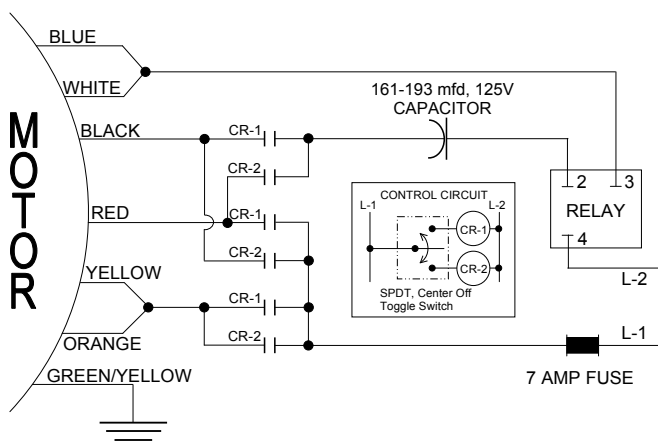 BLUE
WHITE
161-193 mfd, 125V
CAPACITOR
MOTOR
BLACK
CR-1
CR-2
2
3
RELAY
4
CONTROL CIRCUIT
L-1
L-2
CR-1
CR-2
SPDT, Center Off
Toggle Switch
RED
CR-1
CR-2
L-2
YELLOW
CR-1
CR-2
ORANGE
L-1
GREEN/YELLOW
7 AMP FUSE